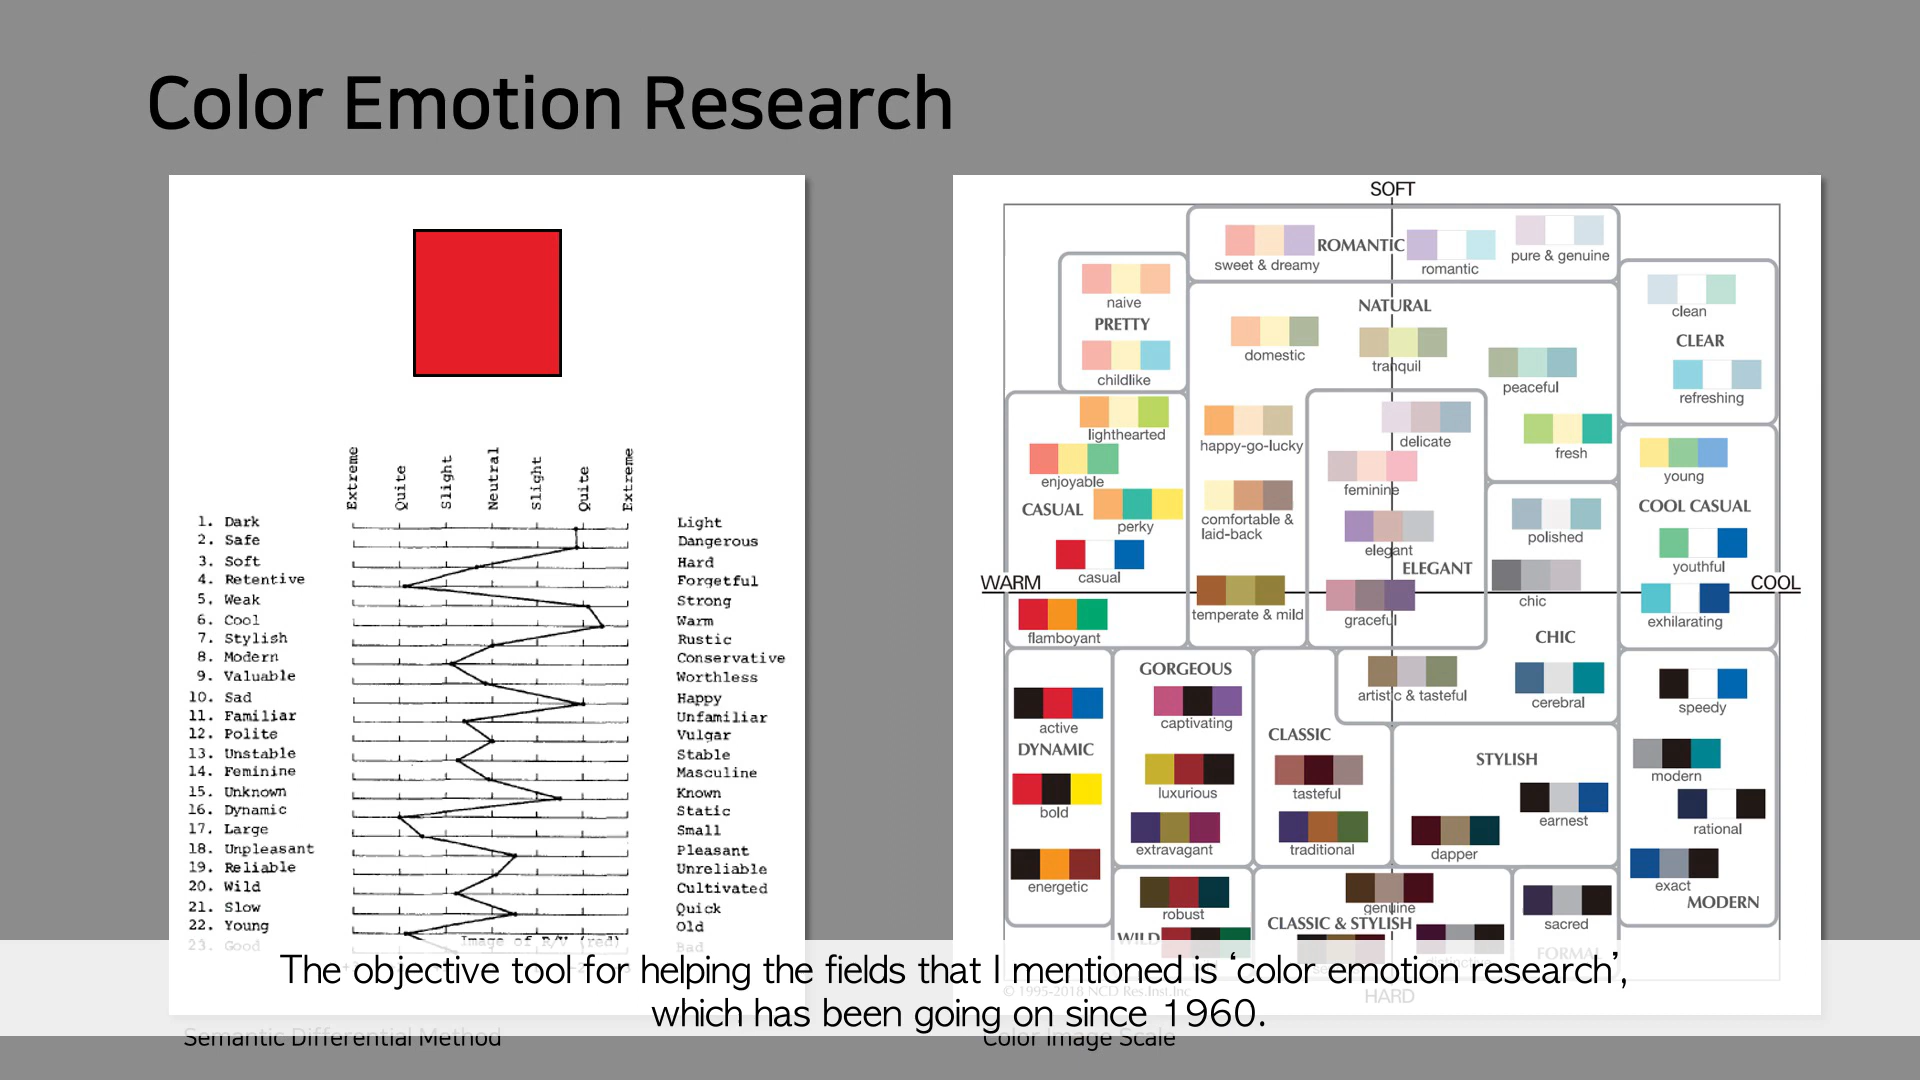 Color Emotion Research
Extreme
Quite
Slight
Neutral
Slight
Quite
Extreme
1. Dark Light
2. Safe Dangerous
3. Soft Hard
4. Retentive Forgetful
5. Weak Strong
6. Cool Warm
7. Stylish Rustic
8. Modern Conservative
9. Valuable Worthless
10. Sad Happy
11. Familiar Unfamiliar
12. Polite Vulgar
13. Unstable Stable
14. Feminine Masculine
15. Unknown Known
16. Dynamic Static
17. Large Small
18. Unpleasant Pleasant
19. Reliable Unreliable
20. Wild Cultivated
21. Slow Quick
22. Young Old
23. Good Bad
Image of R/V (red)
Semantic Differential Method
SOFT
ROMANTIC
sweet & dreamy
romantic
pure & genuine
naive
PRETTY
childlike
NATURAL
domestic
tranquil
peaceful
clean
CLEAR
refreshing
lighthearted
enjoyable
CASUAL
perky
casual
happy-go-lucky
comfortable &
laid-back
delicate
feminine
elegant
ELEGANT
fresh
young
COOL CASUAL
polished
youthful
WARM
COOL
flamboyant
temperate & mild
graceful
chic
exhilarating
CHIC
GORGEOUS
captivating
artistic & tasteful
cerebral
speedy
active
DYNAMIC
CLASSIC
STYLISH
luxurious
tasteful
modern
bold
earnest
rational
extravagant
traditional
dapper
energetic
exact
MODERN
robust
genuine
sacred
WILD
CLASSIC & STYLISH
FORMAL
© 1995-2018 NCD Res.Inst.Inc
HARD
Color Image Scale
The objective tool for helping the fields that I mentioned is ‘color emotion research’,
which has been going on since 1960.